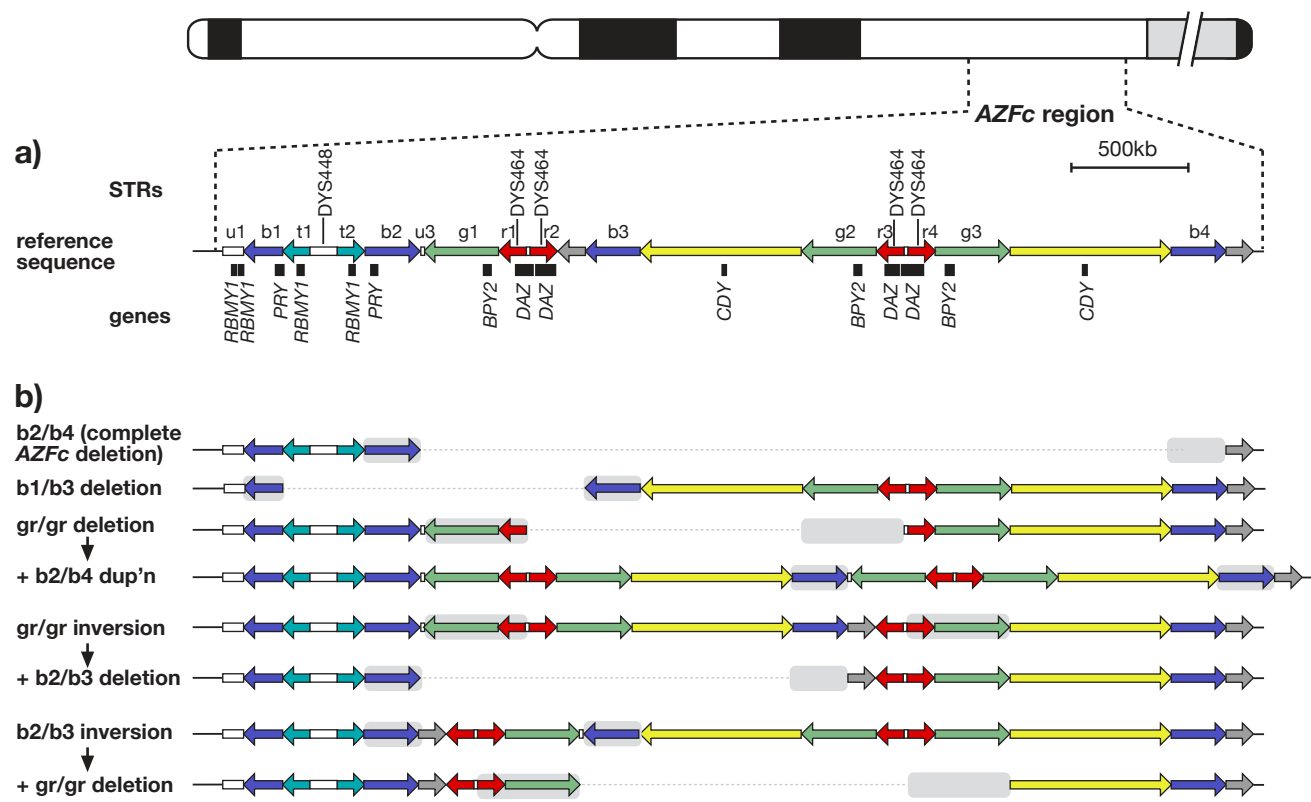 AZFc region
a)
500kb
STRs
DYS448
DYS464
DYS464
DYS464
DYS464
reference
sequence
u1 b1 t1 t2 b2 u3 g1 r1 r2 b3 g2 r3 r4 g3 b4
genes
RBMY1
RBMY1
PRY
RBMY1
RBMY1
PRY
BPY2
DAZ
DAZ
CDY
BPY2
DAZ
DAZ
BPY2
CDY
b)
b2/b4 (complete
AZFc deletion)
b1/b3 deletion
gr/gr deletion
+ b2/b4 dup’n
gr/gr inversion
+ b2/b3 deletion
b2/b3 inversion
+ gr/gr deletion